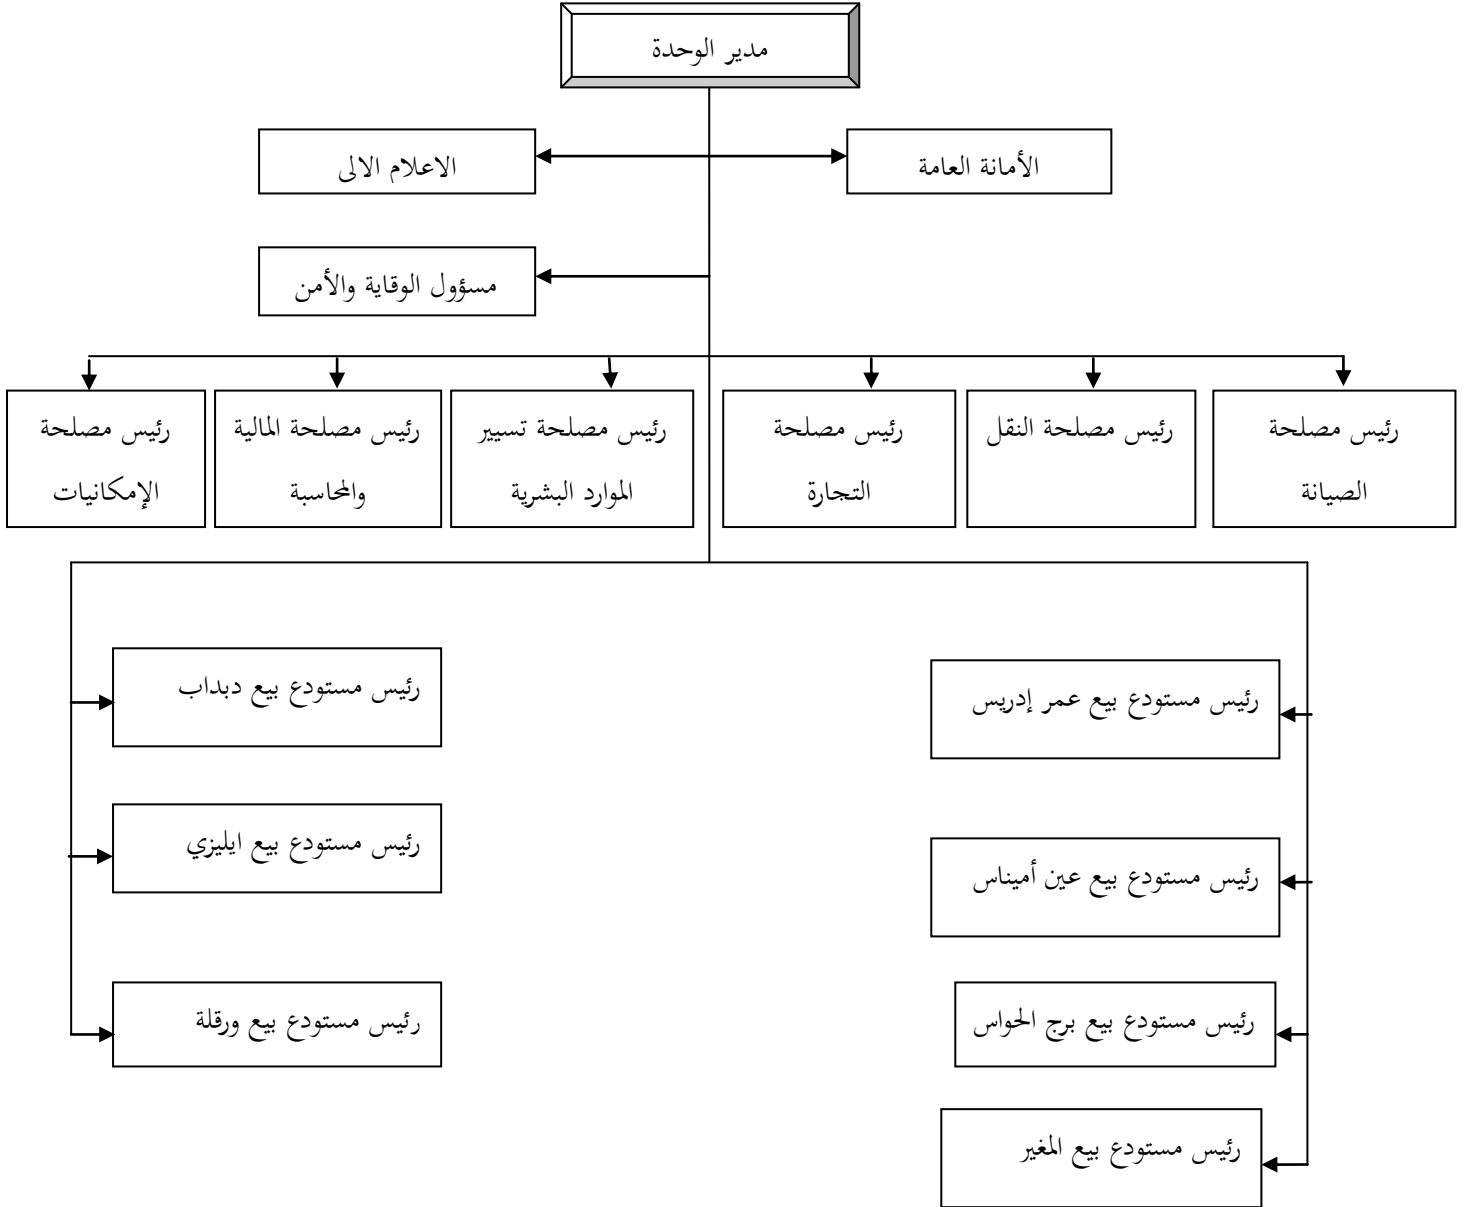 مدير الوحدة
الأمانة العامة
الاعلام الالى
مسؤول الوقاية والأمن
رئيس مصلحة
الصيانة
رئيس مصلحة النقل
رئيس مصلحة
التجارة
رئيس مصلحة تسيير
الموارد البشرية
رئيس مصلحة المالية
والمحاسبة
رئيس مصلحة
الإمكانيات
رئيس مستودع بيع عمر إدريس
رئيس مستودع بيع عين أميناس
رئيس مستودع بيع برج الحواس
رئيس مستودع بيع المغير
رئيس مستودع بيع دبداب
رئيس مستودع بيع ايليزي
رئيس مستودع بيع ورقلة